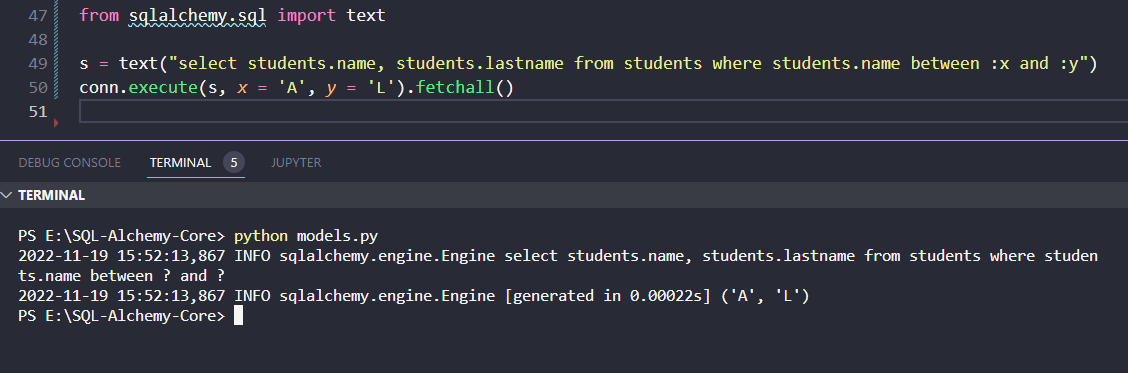 47 from sqlalchemy.sql import text
48
49 s = text("select students.name, students.lastname from students where students.name between :x and :y")
50 conn.execute(s, x = 'A', y = 'L').fetchall()
51
DEBUG CONSOLE TERMINAL 5 JUPYTER
TERMINAL
PS E:\SQL-Alchemy-Core> python models.py
2022-11-19 15:52:13,867 INFO sqlalchemy.engine.Engine select students.name, students.lastname from students where studen
ts.name between ? and ?
2022-11-19 15:52:13,867 INFO sqlalchemy.engine.Engine [generated in 0.00022s] ('A', 'L')
PS E:\SQL-Alchemy-Core>